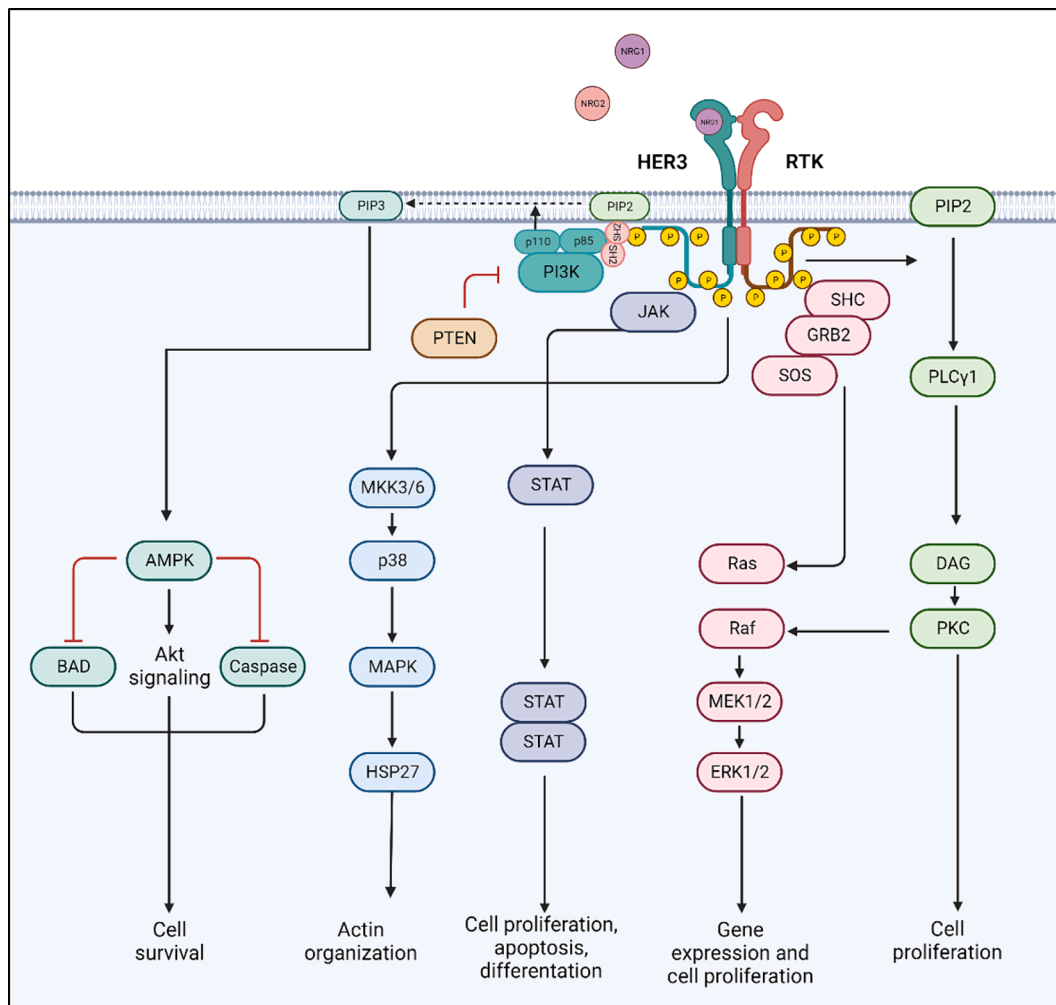 NRG1
NRG2
NRG1
HER3
RTK
PIP3
PIP2
PIP2
p110
p85
SH2
SH2
PI3K
P
P
P
P
P
P
P
P
P
P
P
P
PTEN
JAK
SHC
GRB2
SOS
PLCγ1
MKK3/6
STAT
AMPK
p38
Ras
DAG
BAD
Akt
signaling
Caspase
MAPK
Raf
PKC
STAT
STAT
MEK1/2
HSP27
ERK1/2
Cell
survival
Actin
organization
Cell proliferation,
apoptosis,
differentation
Gene
expression and
cell proliferation
Cell
proliferation